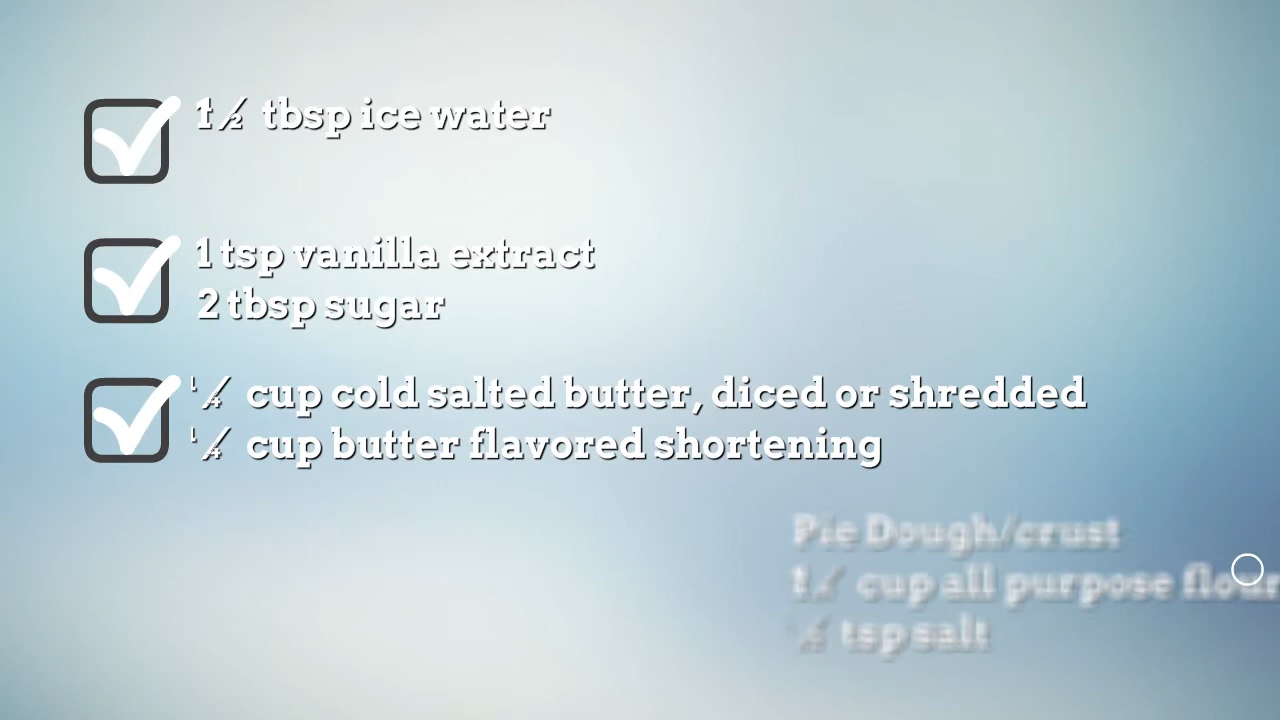 1½ tbsp ice water
1 tsp vanilla extract
2 tbsp sugar
¼ cup cold salted butter, diced or shredded
¼ cup butter flavored shortening
Pie Dough/crust
cup all purpose flour
tsp salt